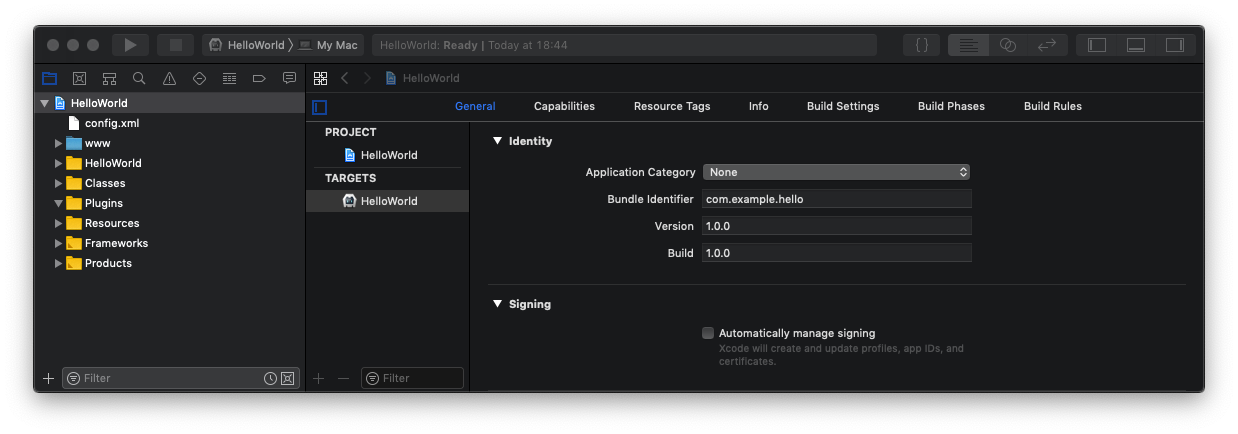 HelloWorld My Mac
HelloWorld: Ready | Today at 18:44
HelloWorld
config.xml
www
HelloWorld
Classes
Plugins
Resources
Frameworks
Products
Filter
HelloWorld
General Capabilities Resource Tags Info Build Settings Build Phases Build Rules
PROJECT
HelloWorld
TARGETS
HelloWorld
Filter
Identity
Application Category None
Bundle Identifier com.example.hello
Version 1.0.0
Build 1.0.0
Signing
Automatically manage signing
Xcode will create and update profiles, app IDs, and
certificates.